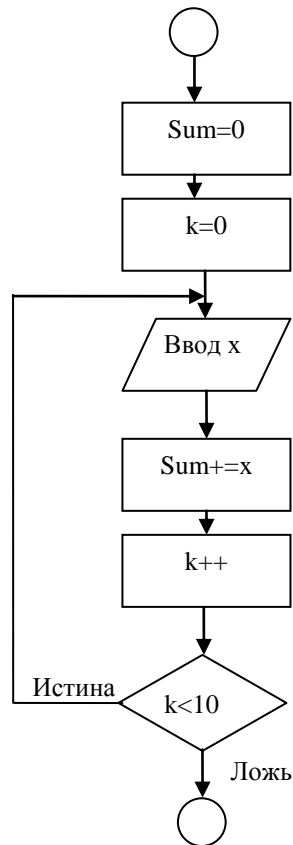 Sum=0
k=0
Ввод x
Sum+=x
k++
Истина
k<10
Ложь